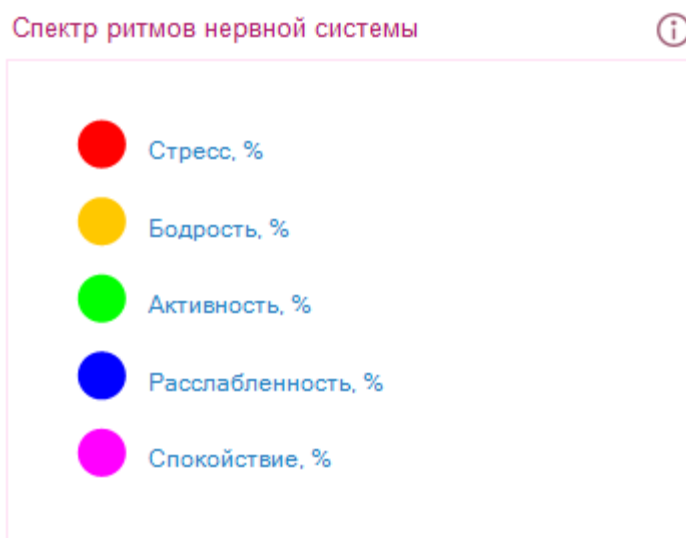 Спектр ритмов нервной системы
Стресс, %
Бодрость, %
Активность, %
Расслабленность, %
Спокойствие, %